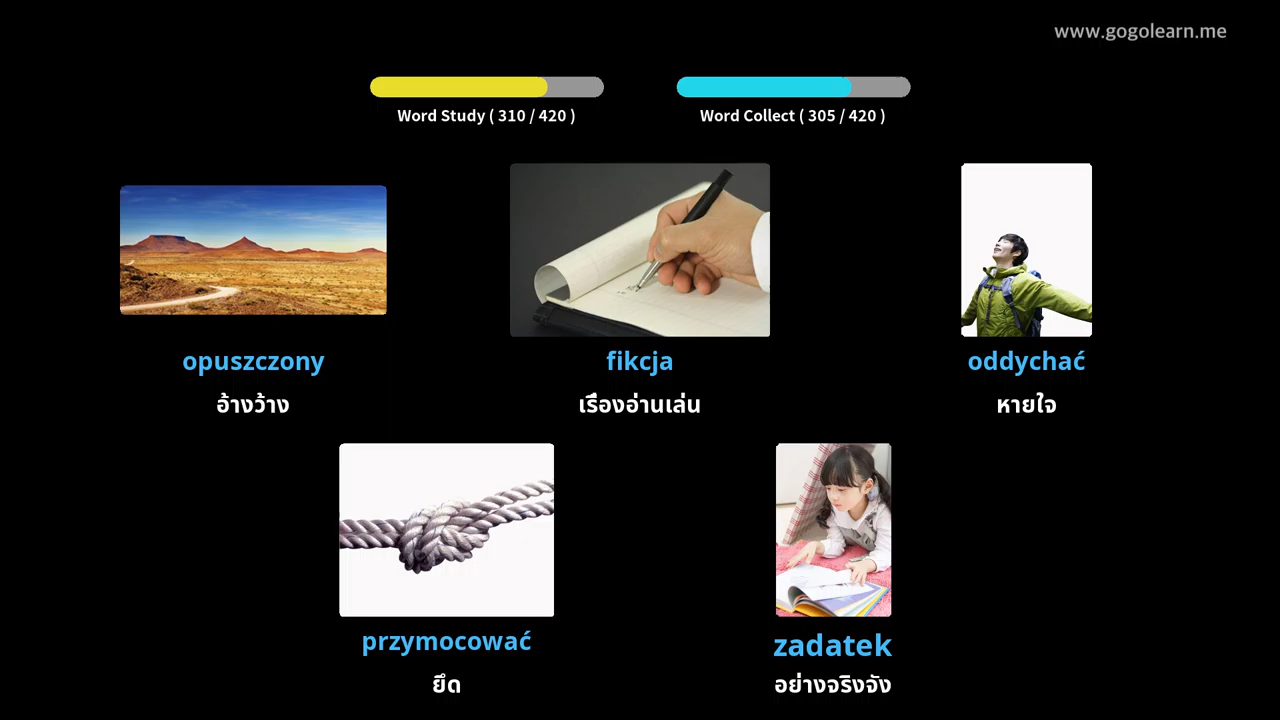 www.gogolearn.me
Word Study ( 310 / 420 )
Word Collect ( 305 / 420 )
opuszczony
อ้างว้าง
fikcja
เรื่องอ่านเล่น
oddychać
หายใจ
przymocować
ยึด
zadatek
อย่างจริงจัง